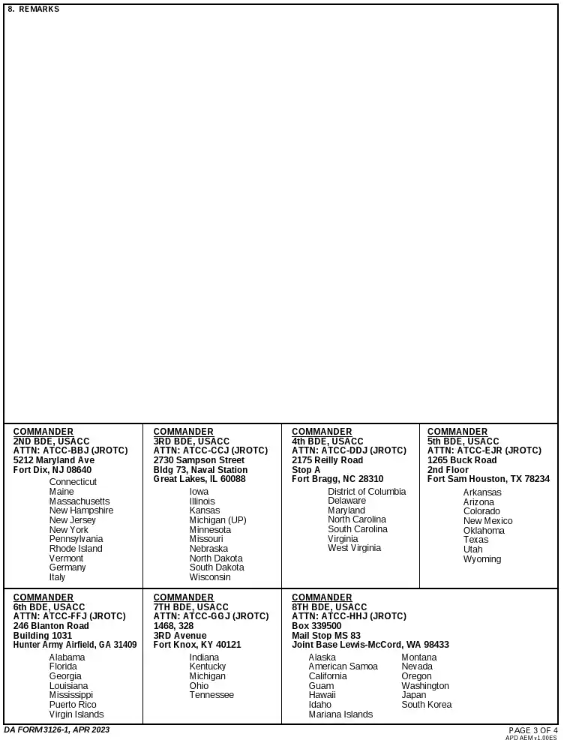 8. REMARKS
COMMANDER
2ND BDE, USACC
ATTN: ATCC-BBJ (JROTC)
5212 Maryland Ave
Fort Dix, NJ 08640
Connecticut
Maine
Massachusetts
New Hampshire
New Jersey
New York
Pennsylvania
Rhode Island
Vermont
Germany
Italy
COMMANDER
3RD BDE, USACC
ATTN: ATCC-CCJ (JROTC)
2730 Sampson Street
Bldg 73, Naval Station
Great Lakes, IL 60088
Iowa
Illinois
Kansas
Michigan (UP)
Minnesota
Missouri
Nebraska
North Dakota
South Dakota
Wisconsin
COMMANDER
4th BDE, USACC
ATTN: ATCC-DDJ (JROTC)
2175 Reilly Road
Stop A
Fort Bragg, NC 28310
District of Columbia
Delaware
Maryland
North Carolina
South Carolina
Virginia
West Virginia
COMMANDER
5th BDE, USACC
ATTN: ATCC-EJR (JROTC)
1265 Buck Road
2nd Floor
Fort Sam Houston, TX 78234
Arkansas
Arizona
Colorado
New Mexico
Oklahoma
Texas
Utah
Wyoming
COMMANDER
6th BDE, USACC
ATTN: ATCC-FFJ (JROTC)
246 Blanton Road
Building 1031
Hunter Army Airfield, GA 31409
Alabama
Florida
Georgia
Louisiana
Mississippi
Puerto Rico
Virgin Islands
COMMANDER
7TH BDE, USACC
ATTN: ATCC-GGJ (JROTC)
1468, 328
3RD Avenue
Fort Knox, KY 40121
Indiana
Kentucky
Michigan
Ohio
Tennessee
COMMANDER
8TH BDE, USACC
ATTN: ATCC-HHJ (JROTC)
Box 339500
Mail Stop MS 83
Joint Base Lewis-McCord, WA 98433
Alaska
American Samoa
California
Guam
Hawaii
Idaho
Mariana Islands
Montana
Nevada
Oregon
Washington
Japan
South Korea
DA FORM 3126-1, APR 2023
PAGE 3 OF 4
APD AEM v1.00ES